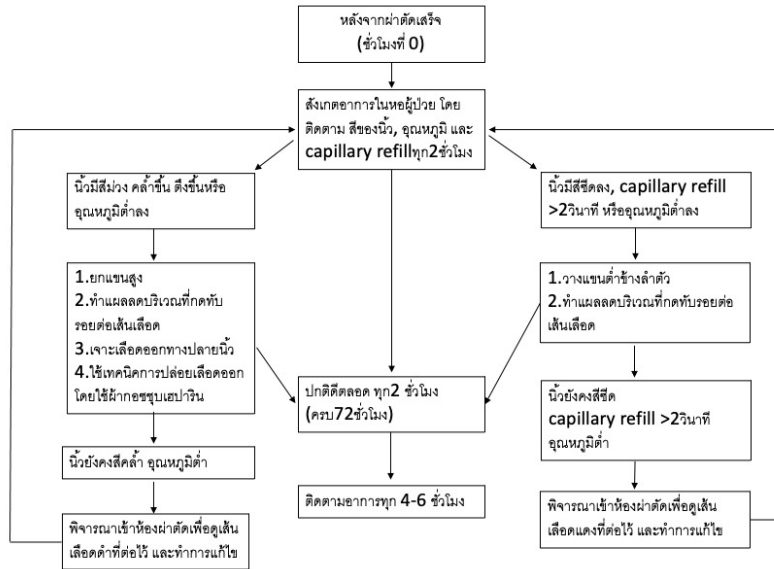 หลังจากผ่าตัดเสร็จ
(ชั่วโมงที่ 0)
สังเกตอาการในหอผู้ป่วย โดย
ติดตาม สีของนิ้ว, อุณหภูมิ และ
capillary refillทุก2ชั่วโมง
นิ้วมีสีม่วง คล้ำขึ้น ตึงขึ้นหรือ
อุณหภูมิต่ำลง
นิ้วมีสีซีดลง, capillary refill
>2วินาที หรืออุณหภูมิต่ำลง
1.ยกแขนสูง
2.ทำแผลลดบริเวณที่กดทับ
รอยต่อเส้นเลือด
3.เจาะเลือดออกทางปลายนิ้ว
4.ใช้เทคนิคการปล่อยเลือดออก
โดยใช้ผ้ากอซชุบเฮปาริน
1.วางแขนต่ำข้างลำตัว
2.ทำแผลลดบริเวณที่กดทับรอยต่อ
เส้นเลือด
ปกติดีตลอด ทุก2 ชั่วโมง
(ครบ72ชั่วโมง)
นิ้วยังคงสีซีด
capillary refill >2วินาที
อุณหภูมิต่ำ
นิ้วยังคงสีคล้ำ อุณหภูมิต่ำ
ติดตามอาการทุก 4-6 ชั่วโมง
พิจารณาเข้าห้องผ่าตัดเพื่อดูเส้น
เลือดดำที่ต่อไว้ และทำการแก้ไข
พิจารณาเข้าห้องผ่าตัดเพื่อดูเส้น
เลือดแดงที่ต่อไว้ และทำการแก้ไข